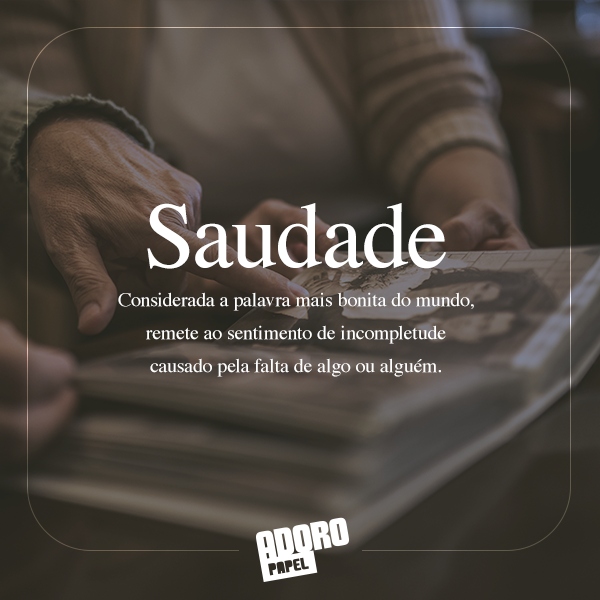 Saudade
Considerada a palavra mais bonita do mundo,
remete ao sentimento de incompletude
causado pela falta de algo ou alguém.
ADORO
PAPEL